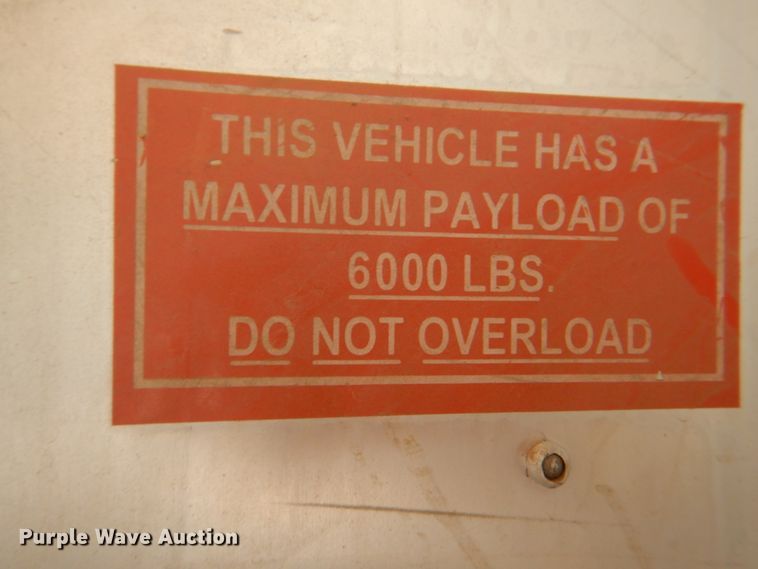 THIS VEHICLE HAS A
MAXIMUM PAYLOAD OF
6000 LBS.
DO NOT OVERLOAD
Purple Wave Auction